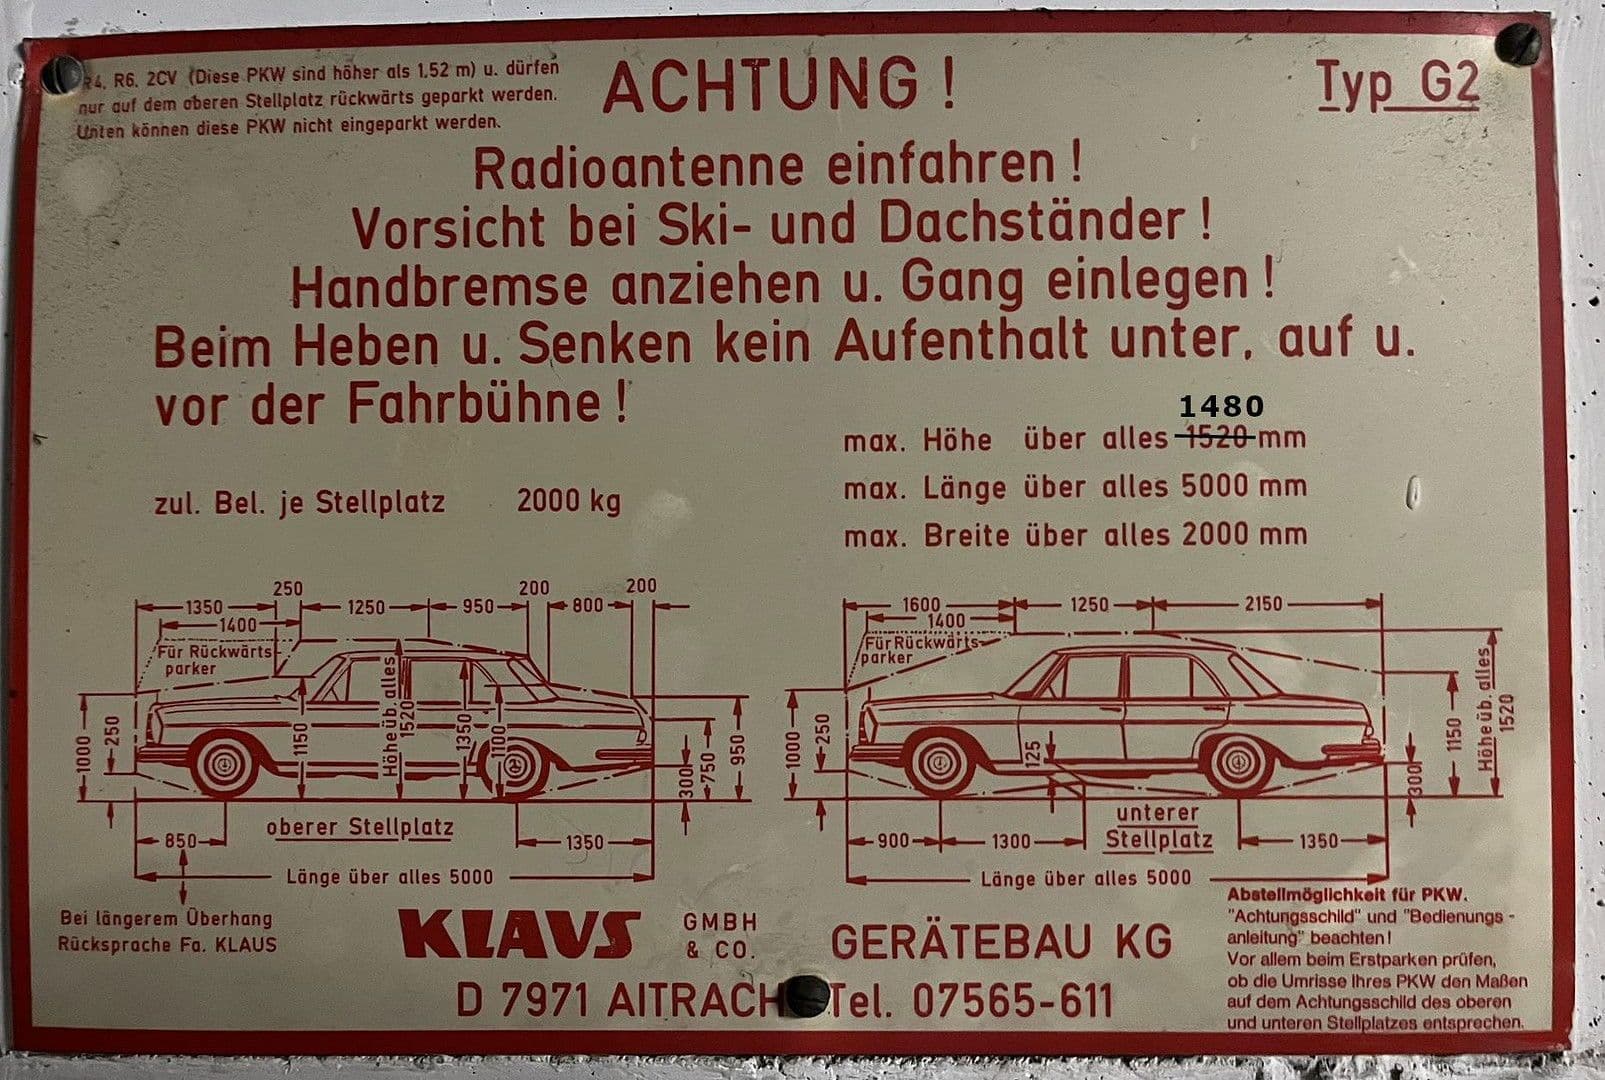 R4, R6, 2CV (Diese PKW sind höher als 1,52 m) u. dürfen
nur auf dem oberen Stellplatz rückwärts geparkt werden.
Unten können diese PKW nicht eingeparkt werden.
ACHTUNG !
Typ G2
Radioantenne einfahren !
Vorsicht bei Ski- und Dachständer !
Handbremse anziehen u. Gang einlegen !
Beim Heben u. Senken kein Aufenthalt unter, auf u.
vor der Fahrbühne !
1480
max. Höhe über alles 1520 mm
max. Länge über alles 5000 mm
max. Breite über alles 2000 mm
zul. Bel. je Stellplatz 2000 kg
250 200 200
1350 1250 950 800
1400
Für Rückwärts-
parker
1000 250 1150 Höhe üb. alles 1520 1350 1100 300 750 950
oberer Stellplatz
850 1350
Länge über alles 5000
1600 1250 2150
1400
Für Rückwärts-
parker
1000 250 125 300 1150 Höhe üb. alles 1520
unterer
Stellplatz
900 1300 1350
Länge über alles 5000
Bei längerem Überhang
Rücksprache Fa. KLAUS
KLAUS GMBH & CO. GERÄTEBAU KG
D 7971 AITRACH Tel. 07565-611
Abstellmöglichkeit für PKW.
"Achtungsschild" und "Bedienungs -
anleitung" beachten!
Vor allem beim Erstparken prüfen,
ob die Umrisse Ihres PKW den Maßen
auf dem Achtungsschild des oberen
und unteren Stellplatzes entsprechen.